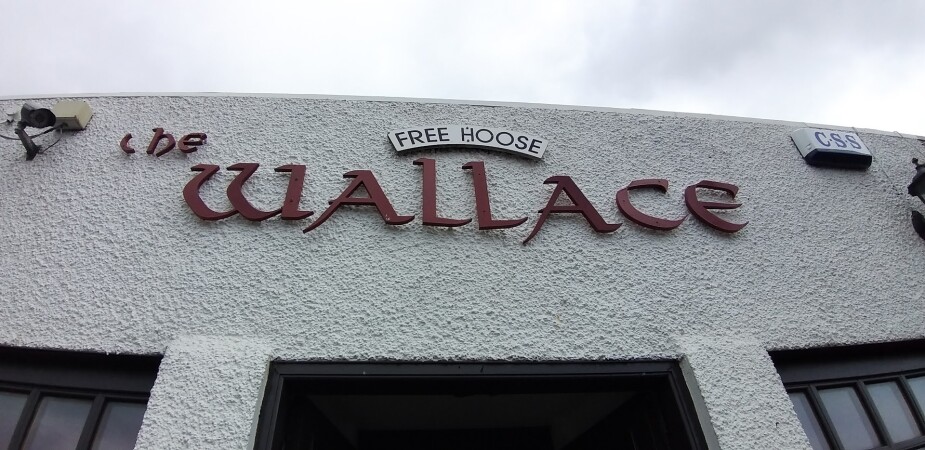 the
FREE HOOSE
WALLACE
CSS